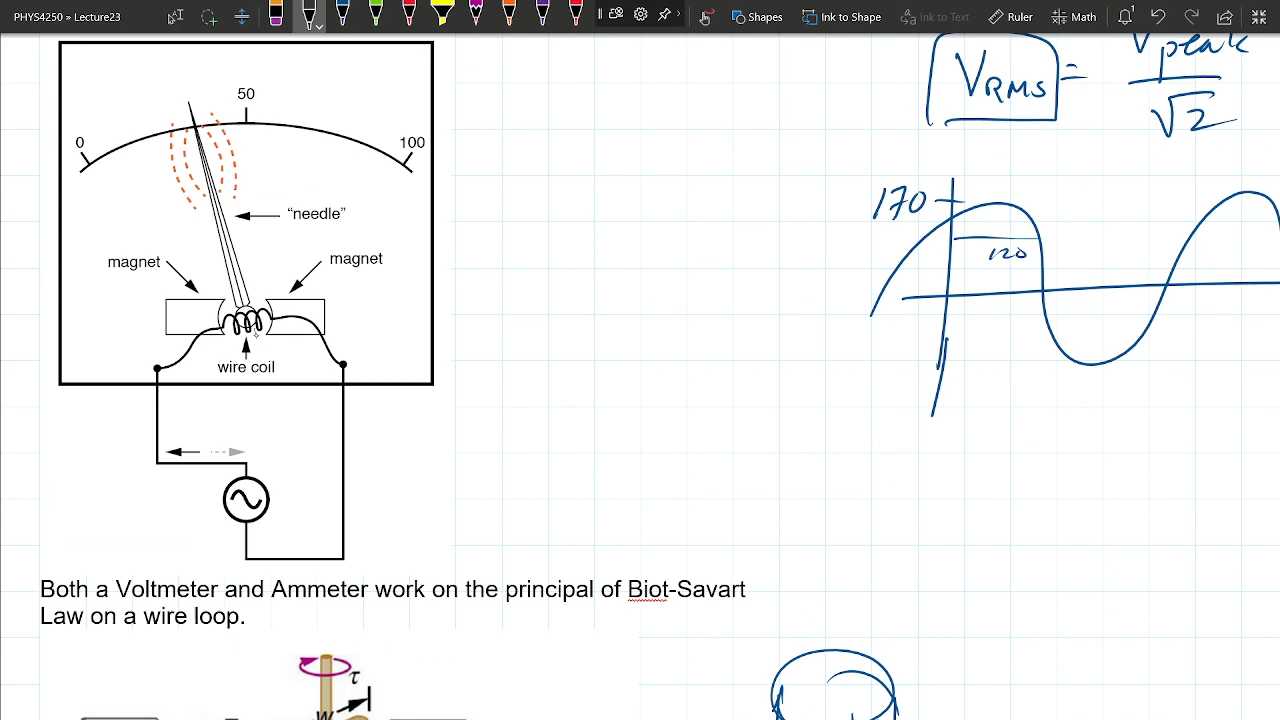 PHYS4250 » Lecture23
Shapes
Ink to Shape
Ink to Text
Ruler
Math
50
0
100
“needle”
magnet
magnet
wire coil
Both a Voltmeter and Ammeter work on the principal of Biot-Savart
Law on a wire loop.
τ
w
VRMS = Vpeak / √2
170
120